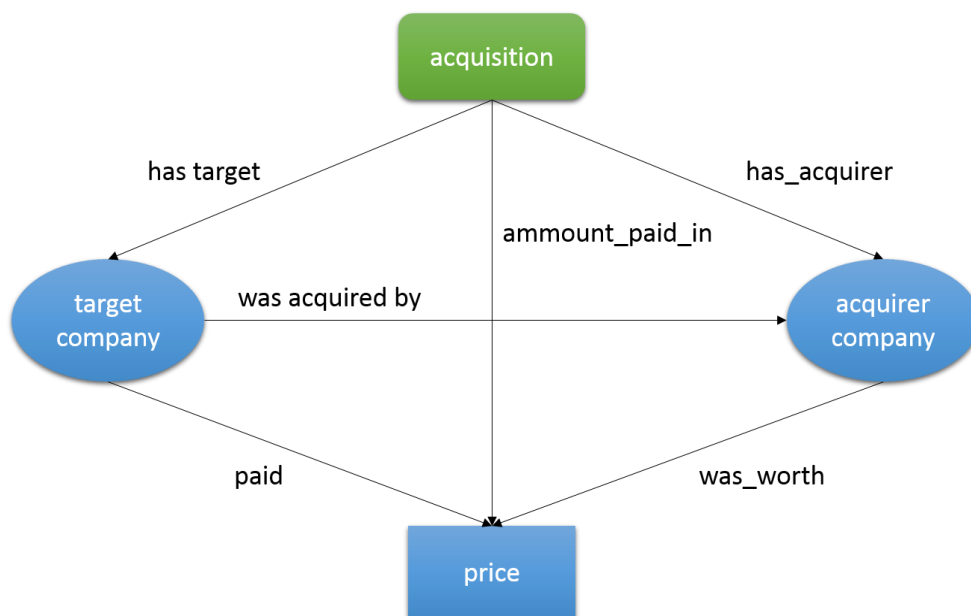 acquisition
has target
has_acquirer
ammount_paid_in
target
company
was acquired by
acquirer
company
paid
was_worth
price